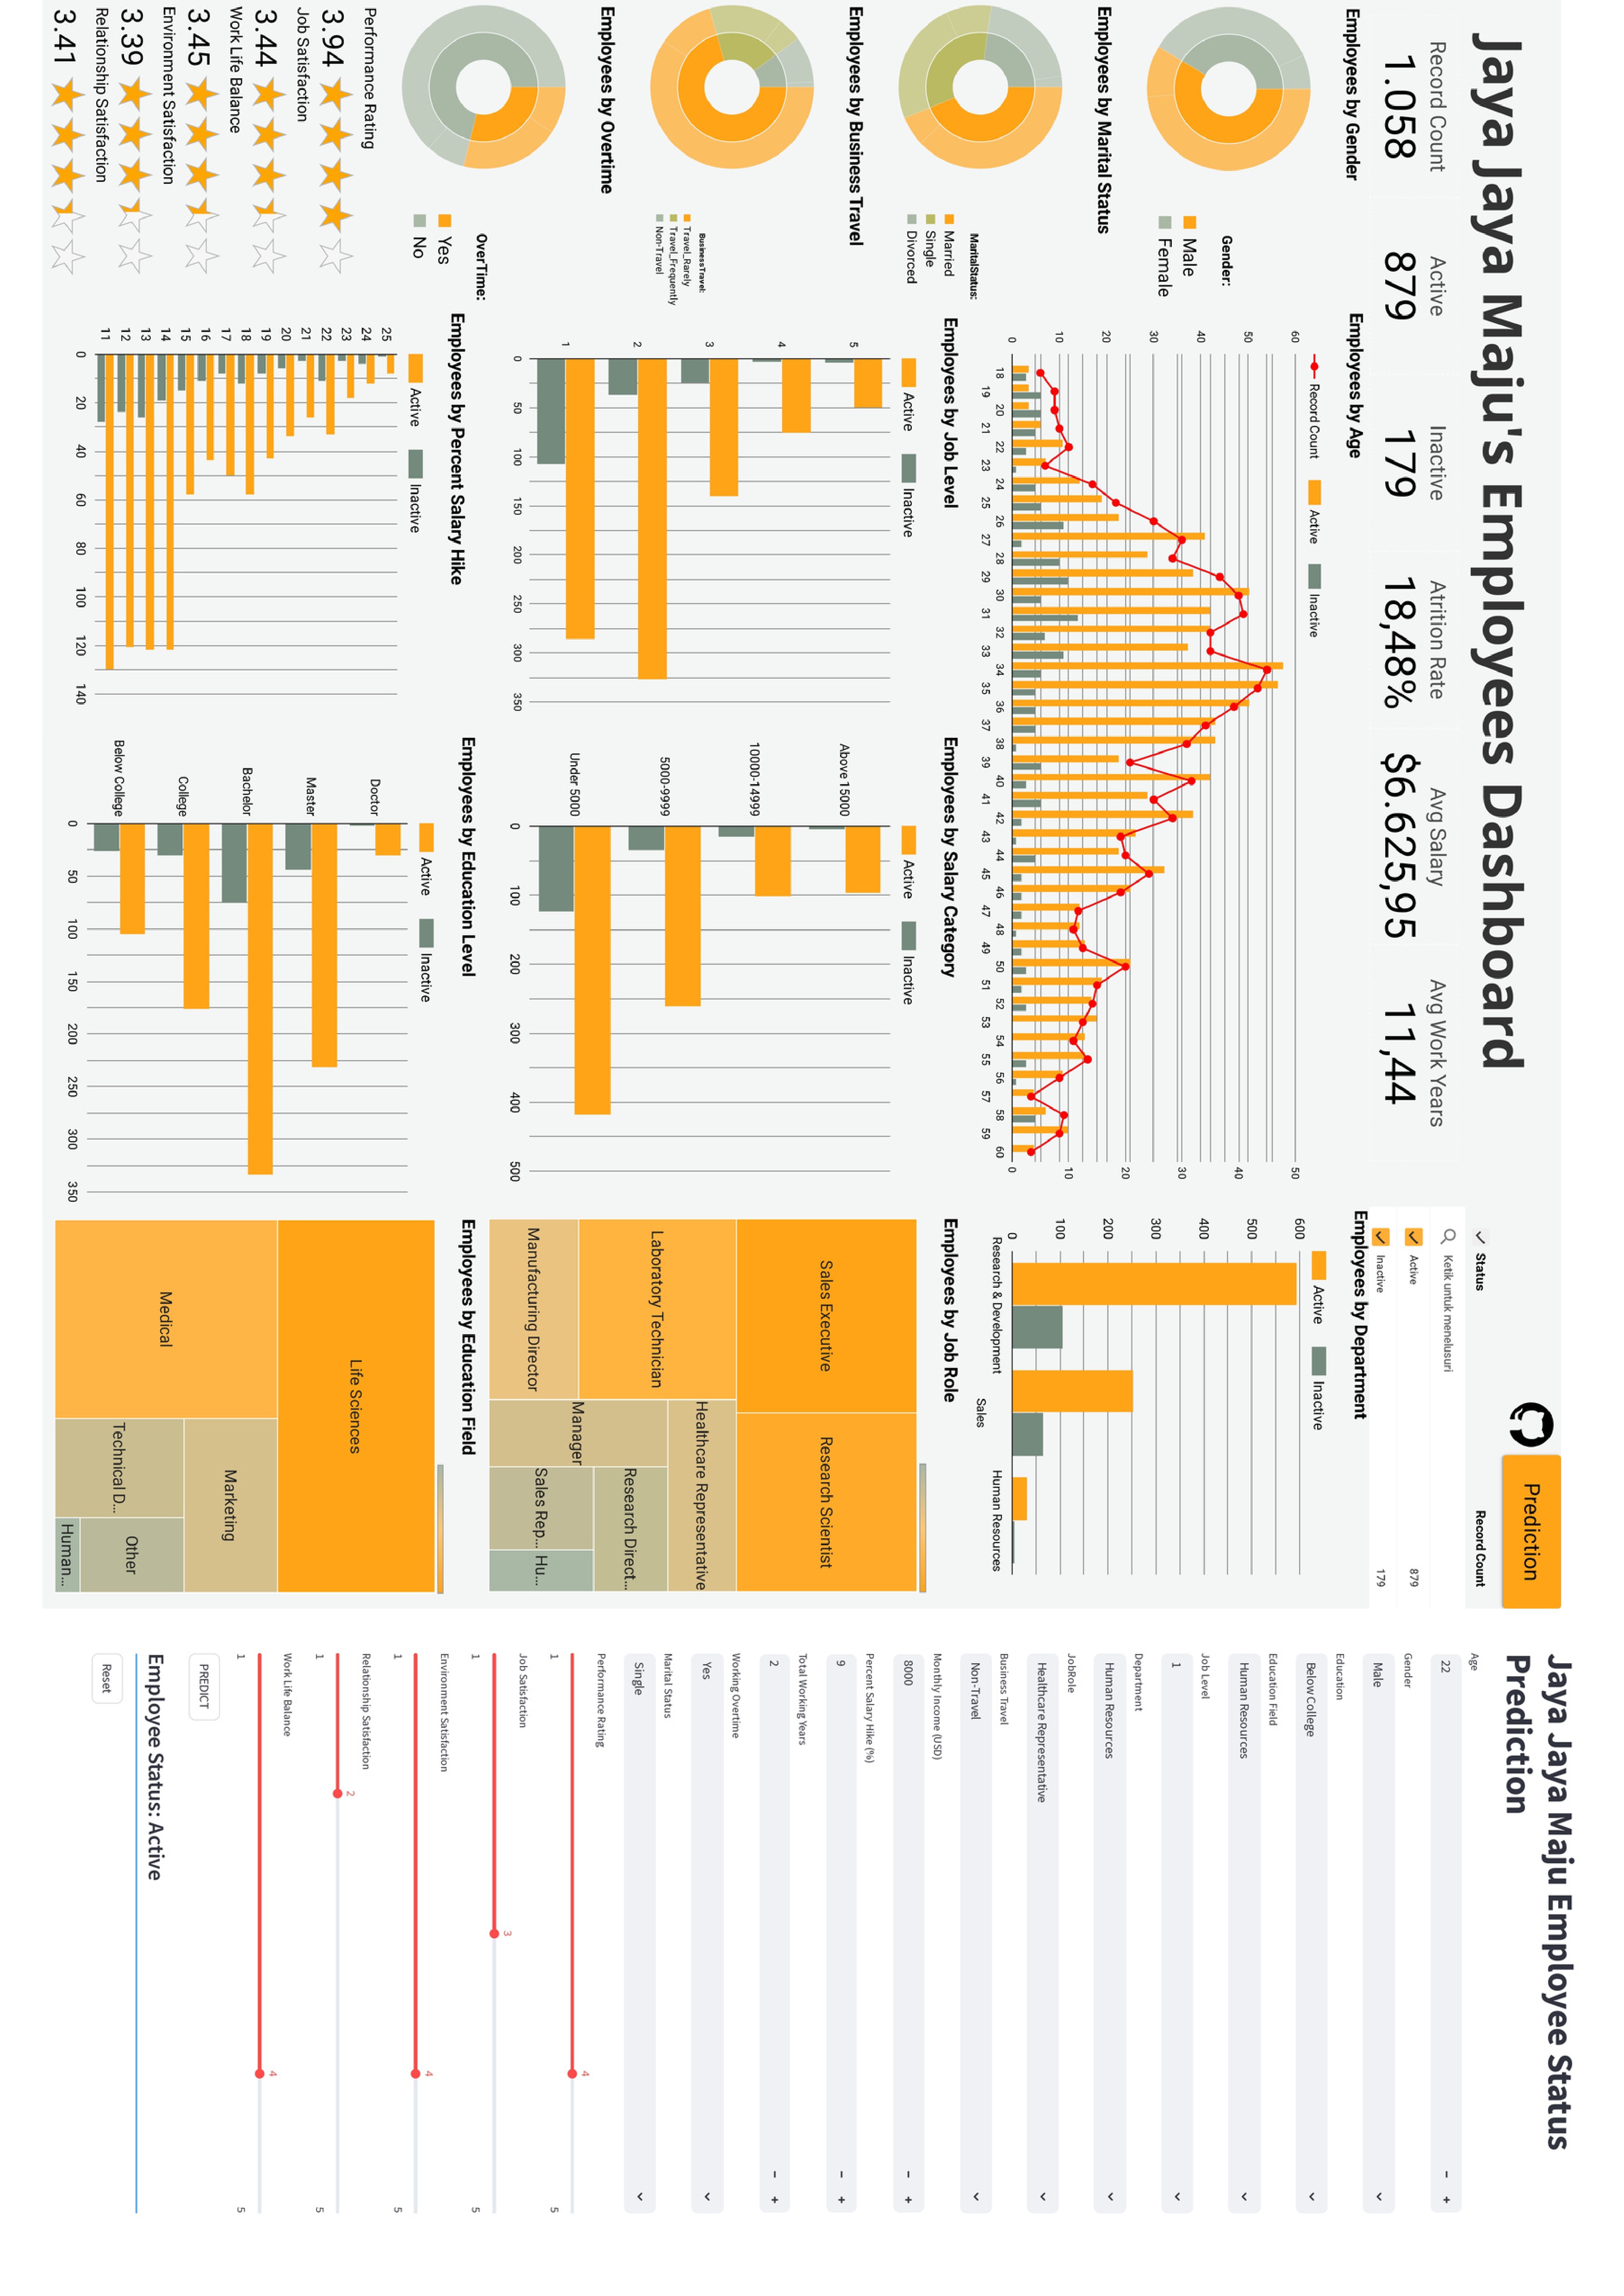 Jaya Jaya Maju's Employees Dashboard
Prediction
Status Record Count
Ketik untuk menelusuri
Active 879
Inactive 179
Record Count
1.058
Active
879
Inactive
179
Atrition Rate
18,48%
Avg Salary
$6.625,95
Avg Work Years
11,44
Employees by Gender
Gender:
Male
Female
Employees by Marital Status
MaritalStatus:
Married
Single
Divorced
Employees by Business Travel
BusinessTravel:
Travel_Rarely
Travel_Frequently
Non-Travel
Employees by Overtime
OverTime:
Yes
No
Performance Rating
3.94
Job Satisfaction
3.44
Work Life Balance
3.45
Environment Satisfaction
3.39
Relationship Satisfaction
3.41
Employees by Age
Record Count Active Inactive
60
50
40
30
20
10
0
50
40
30
20
10
0
18 20 22 24 26 28 30 32 34 36 38 40 42 44 46 48 50 52 54 56 58 60
19 21 23 25 27 29 31 33 35 37 39 41 43 45 47 49 51 53 55 57 59
Employees by Department
Active Inactive
600
500
400
300
200
100
0
Research & Development
Sales
Human Resources
Employees by Job Level
Active Inactive
5
4
3
2
1
0 50 100 150 200 250 300 350
Employees by Salary Category
Active Inactive
Above 15000
10000-14999
5000-9999
Under 5000
0 100 200 300 400 500
Employees by Job Role
Sales Executive
Research Scientist
Laboratory Technician
Healthcare Representative
Manager
Research Direct...
Sales Rep...
Hu...
Manufacturing Director
Employees by Percent Salary Hike
Active Inactive
25
24
23
22
21
20
19
18
17
16
15
14
13
12
11
0 20 40 60 80 100 120 140
Employees by Education Level
Active Inactive
Doctor
Master
Bachelor
College
Below College
0 50 100 150 200 250 300 350
Employees by Education Field
Life Sciences
Medical
Marketing
Technical D...
Other
Human...
Jaya Jaya Maju Employee Status
Prediction
Age
22
Gender
Male
Education
Below College
Education Field
Human Resources
Job Level
1
Department
Human Resources
JobRole
Healthcare Representative
Business Travel
Non-Travel
Monthly Income (USD)
8000
Percent Salary Hike (%)
9
Total Working Years
2
Working Overtime
Yes
Marital Status
Single
Performance Rating
4
1 5
Job Satisfaction
3
1 5
Environment Satisfaction
4
1 5
Relationship Satisfaction
2
1 5
Work Life Balance
4
1 5
PREDICT
Employee Status: Active
Reset